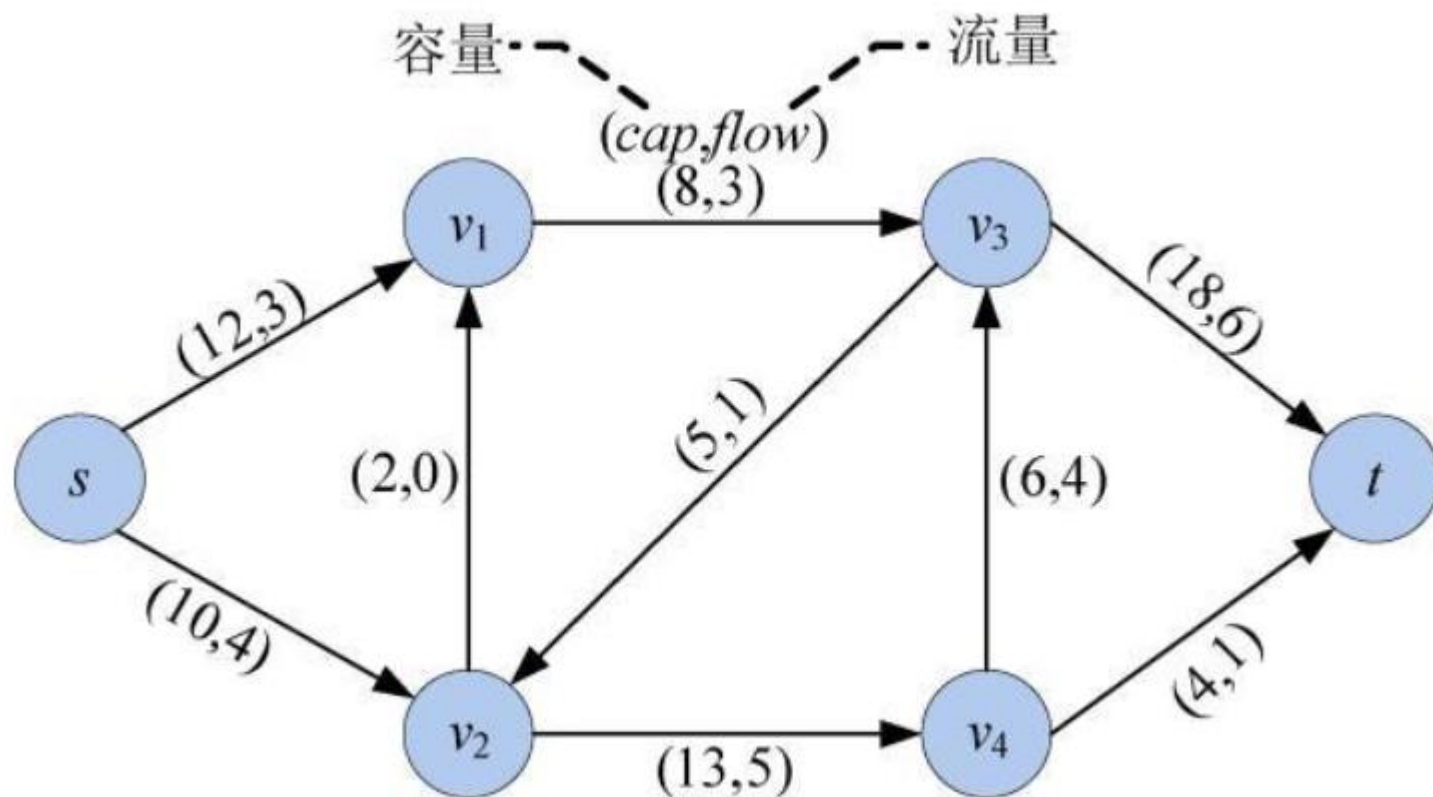 容量 流量
(cap,flow)
(8,3)
v1
v3
(12,3)
(18,6)
(5,1)
(2,0)
(6,4)
s
t
(10,4)
(4,1)
v2
v4
(13,5)